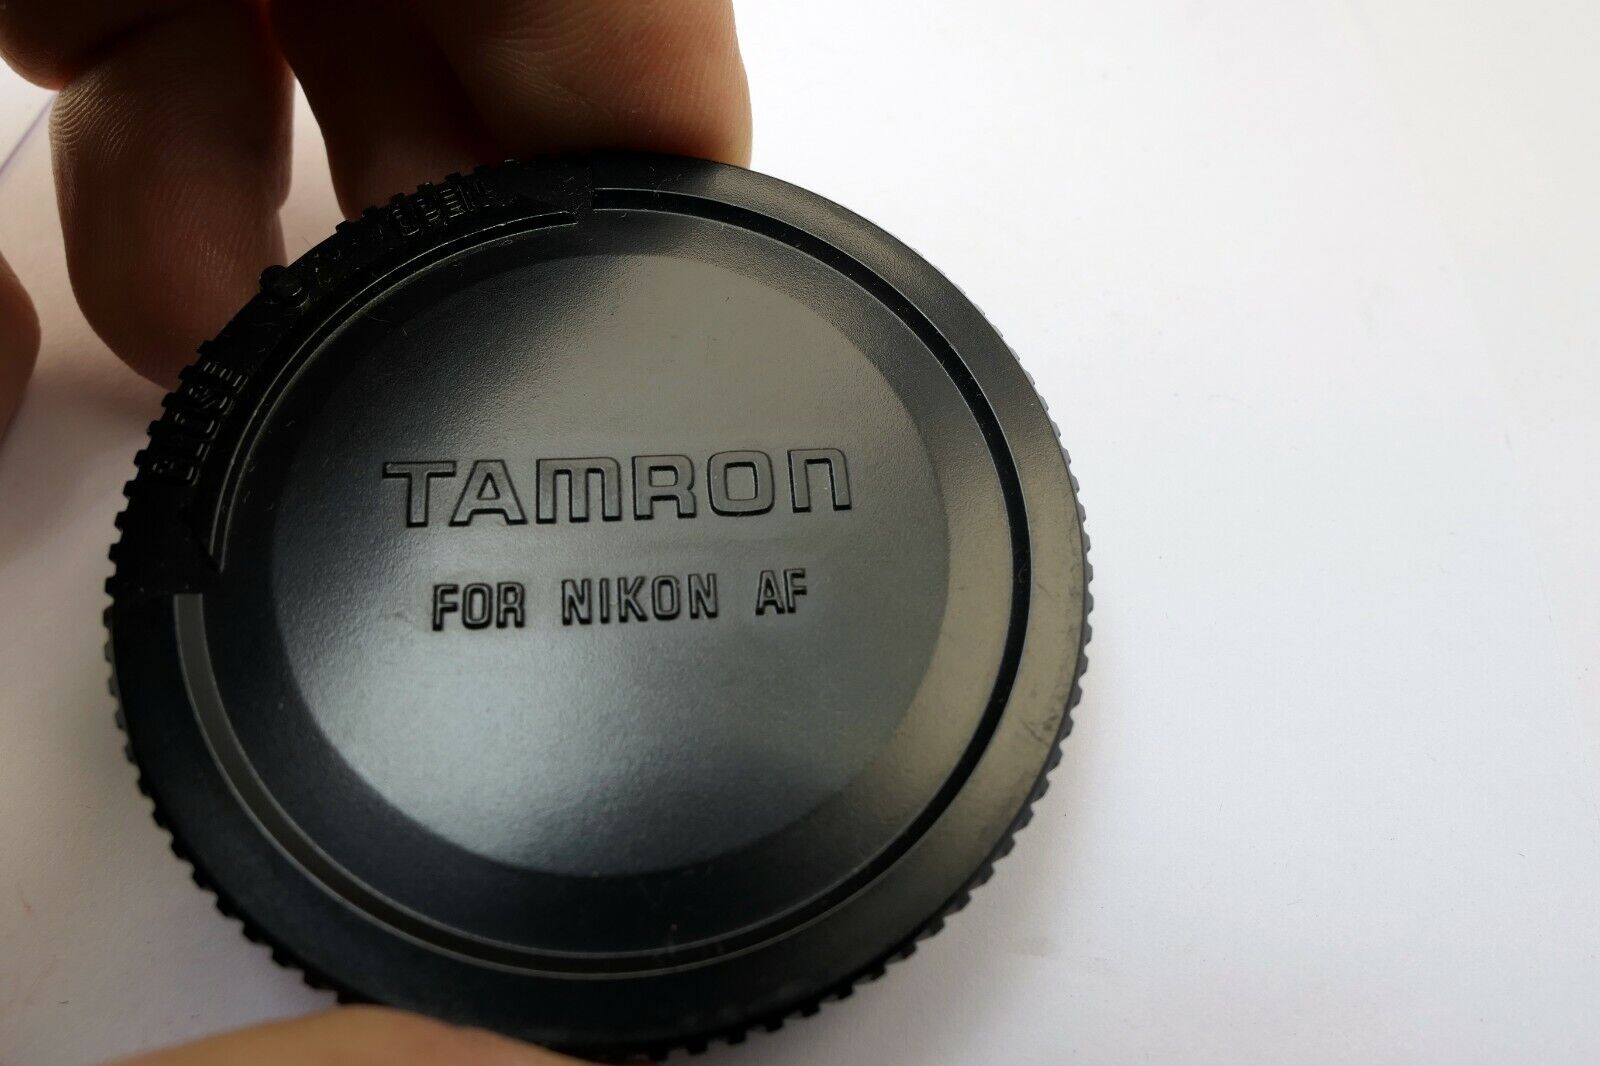 OPEN
CLOSE
TAMRON
FOR NIKON AF